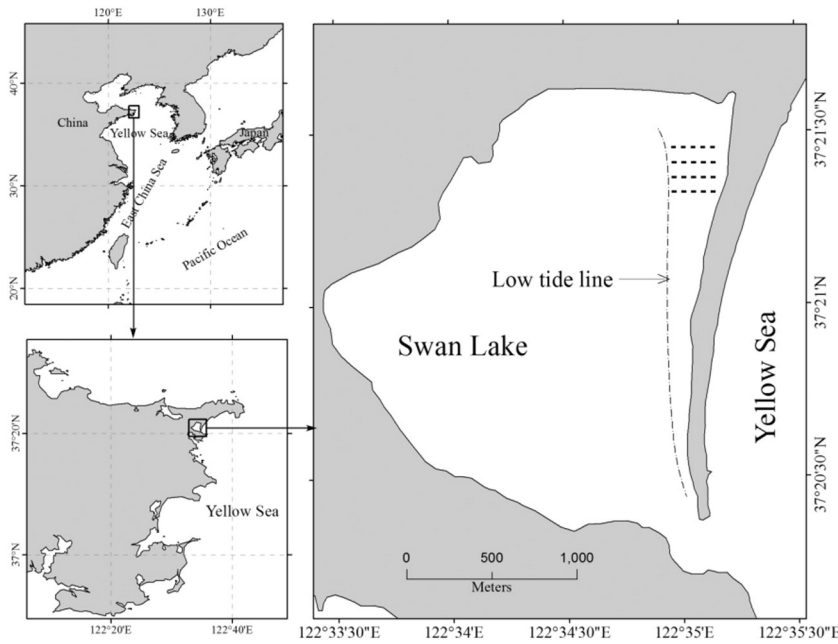 120°E
130°E
40°N
30°N
20°N
China
Yellow Sea
Japan
East China Sea
Pacific Ocean
37°20'N
37°N
Yellow Sea
122°20'E
122°40'E
Low tide line
Swan Lake
Yellow Sea
37°21'30"N
37°21'N
37°20'30"N
0 500 1,000
Meters
122°33'30"E 122°34'E 122°34'30"E 122°35'E 122°35'30"E